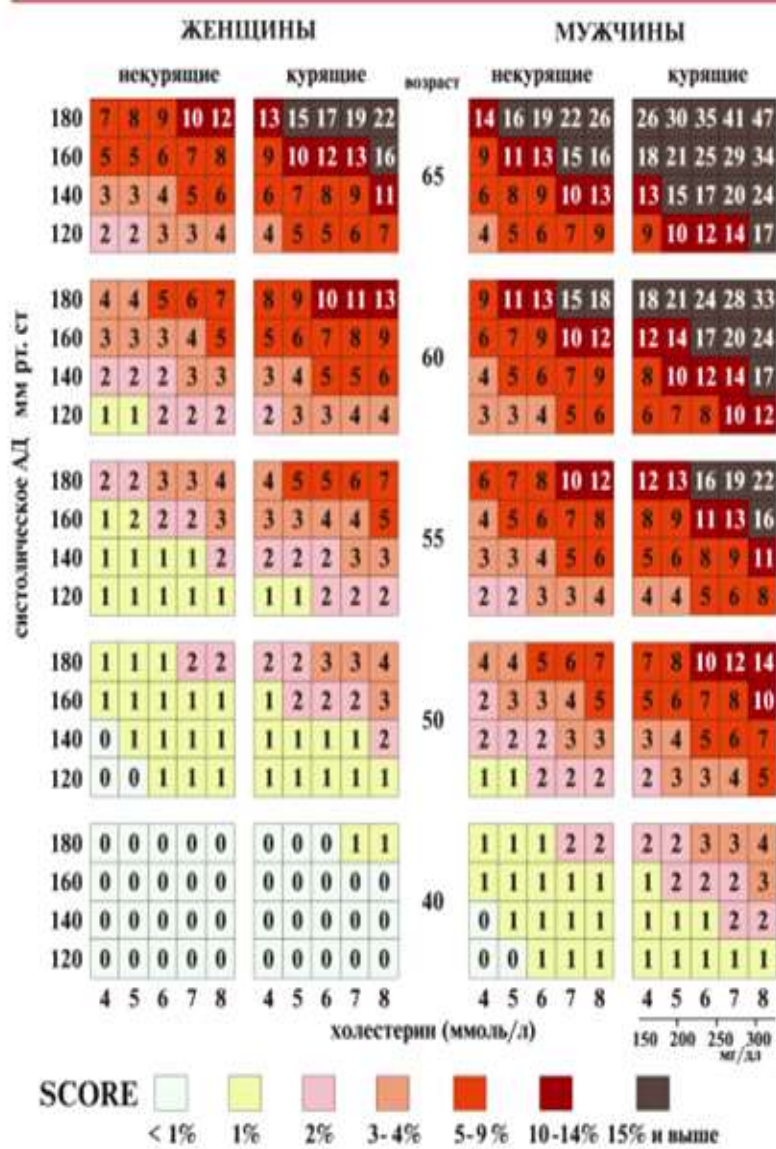 ЖЕНЩИНЫ МУЖЧИНЫ
некурящие курящие возраст некурящие курящие
180 7 8 9 10 12 13 15 17 19 22 14 16 19 22 26 26 30 35 41 47
160 5 5 6 7 8 9 10 12 13 16 9 11 13 15 16 18 21 25 29 34
65
140 3 3 4 5 6 6 7 8 9 11 6 8 9 10 13 13 15 17 20 24
120 2 2 3 3 4 4 5 5 6 7 4 5 6 7 9 9 10 12 14 17
180 4 4 5 6 7 8 9 10 11 13 9 11 13 15 18 18 21 24 28 33
160 3 3 3 4 5 5 6 7 8 9 6 7 9 10 12 12 14 17 20 24
60
140 2 2 2 3 3 3 4 5 5 6 4 5 6 7 9 8 10 12 14 17
120 1 1 2 2 2 2 3 3 4 4 3 3 4 5 6 6 7 8 10 12
систолическое АД мм рт. ст
180 2 2 3 3 4 4 5 5 6 7 6 7 8 10 12 12 13 16 19 22
160 1 2 2 2 3 3 3 4 4 5 4 5 6 7 8 8 9 11 13 16
55
140 1 1 1 1 2 2 2 2 3 3 3 3 4 5 6 5 6 8 9 11
120 1 1 1 1 1 1 1 2 2 2 2 2 3 3 4 4 4 5 6 8
180 1 1 1 2 2 2 2 3 3 4 4 4 5 6 7 7 8 10 12 14
160 1 1 1 1 1 1 2 2 2 3 2 3 3 4 5 5 6 7 8 10
50
140 0 1 1 1 1 1 1 1 1 2 2 2 2 3 3 3 4 5 6 7
120 0 0 1 1 1 1 1 1 1 1 1 1 2 2 2 2 3 3 4 5
180 0 0 0 0 0 0 0 0 1 1 1 1 1 2 2 2 2 3 3 4
160 0 0 0 0 0 0 0 0 0 0 1 1 1 1 1 1 2 2 2 3
40
140 0 0 0 0 0 0 0 0 0 0 0 1 1 1 1 1 1 1 2 2
120 0 0 0 0 0 0 0 0 0 0 0 0 1 1 1 1 1 1 1 1
4 5 6 7 8 4 5 6 7 8 4 5 6 7 8 4 5 6 7 8
холестерин (ммоль/л)
150 200 250 300
мг/дл
SCORE
< 1% 1% 2% 3- 4% 5-9 % 10-14% 15% и выше